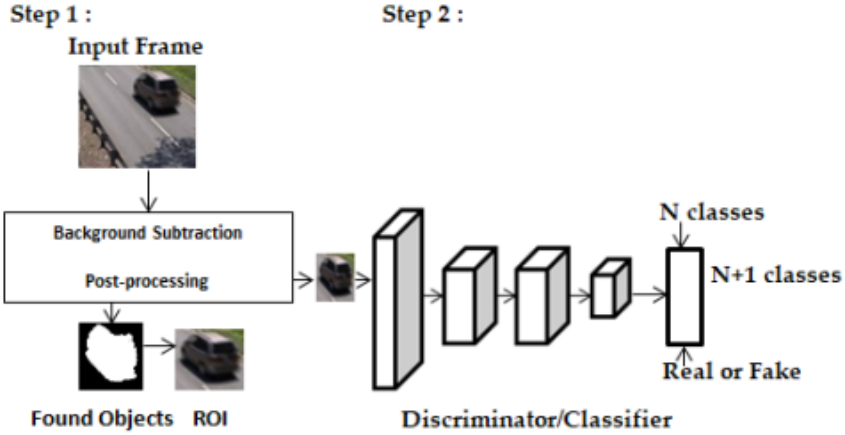 Step 1 :
Step 2 :
Input Frame
Background Subtraction
Post-processing
N classes
N+1 classes
Real or Fake
Found Objects
ROI
Discriminator/Classifier